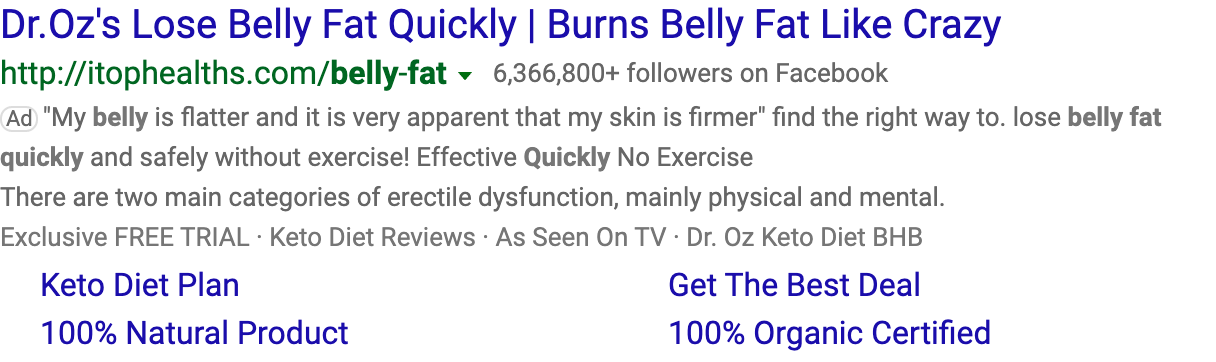 Dr.Oz's Lose Belly Fat Quickly | Burns Belly Fat Like Crazy
http://itophealths.com/belly-fat 6,366,800+ followers on Facebook
Ad "My belly is flatter and it is very apparent that my skin is firmer" find the right way to. lose belly fat
quickly and safely without exercise! Effective Quickly No Exercise
There are two main categories of erectile dysfunction, mainly physical and mental.
Exclusive FREE TRIAL · Keto Diet Reviews · As Seen On TV · Dr. Oz Keto Diet BHB
Keto Diet Plan Get The Best Deal
100% Natural Product 100% Organic Certified